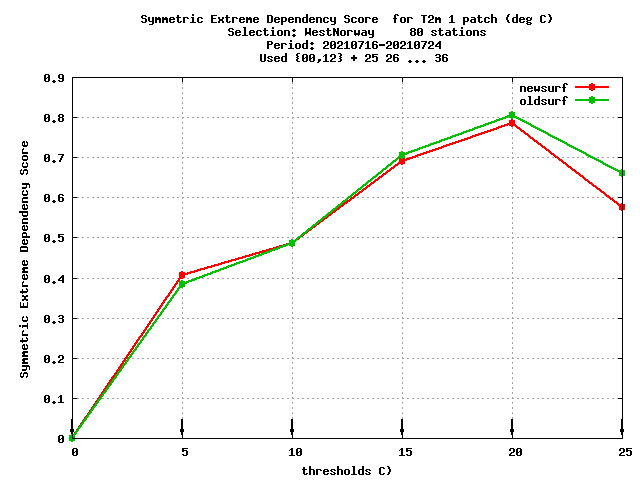 Symmetric Extreme Dependency Score  for T2m 1 patch (deg C)
Selection: WestNorway     80 stations
Period: 20210716-20210724
Used {00,12} + 25 26 ... 36
newsurf
oldsurf
Symmetric Extreme Dependency Score
0.9
0.8
0.7
0.6
0.5
0.4
0.3
0.2
0.1
0
0 5 10 15 20 25
thresholds C)